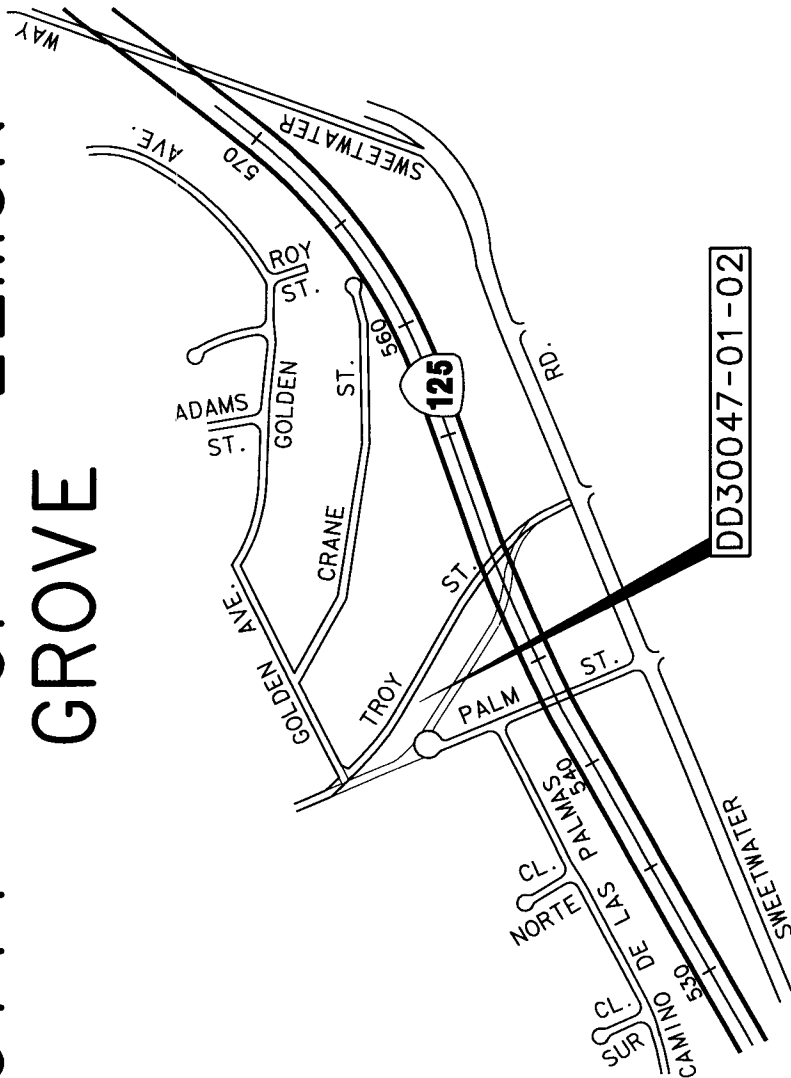 GROVE
WAY
AVE.
570
SWEETWATER
ROY
ST.
ADAMS
ST.
GOLDEN
560
ST.
125
RD.
CRANE
GOLDEN AVE.
TROY
ST.
PALM
ST.
DD30047-01-02
540
CL.
NORTE
CAMINO DE LAS PALMAS
CL.
SUR
530
SWEETWATER